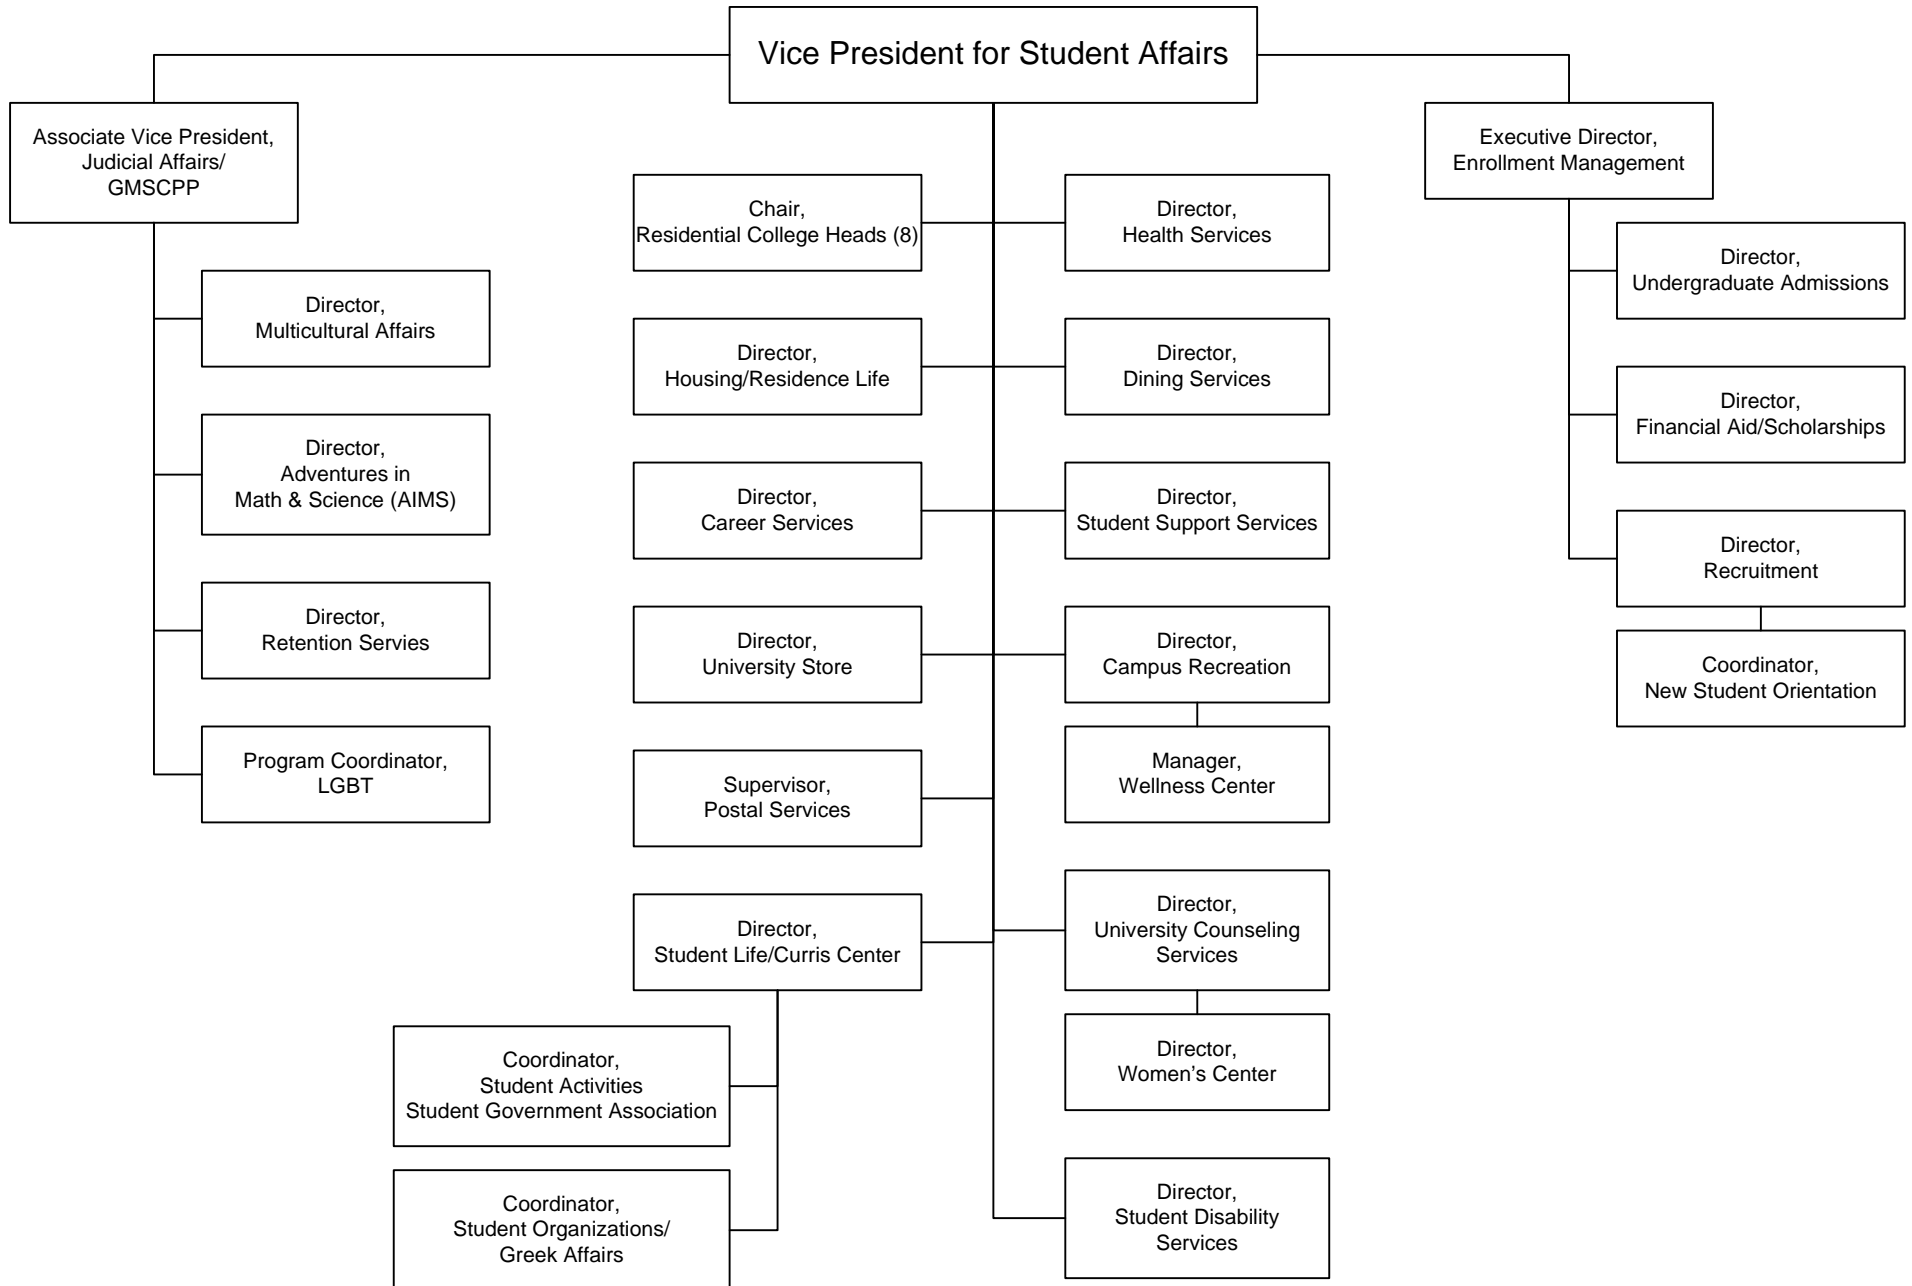 Vice President for Student Affairs
Associate Vice President,
Judicial Affairs/
GMSCPP
Director,
Multicultural Affairs
Director,
Adventures in
Math & Science (AIMS)
Director,
Retention Servies
Program Coordinator,
LGBT
Chair,
Residential College Heads (8)
Director,
Housing/Residence Life
Director,
Career Services
Director,
University Store
Supervisor,
Postal Services
Director,
Student Life/Curris Center
Coordinator,
Student Activities
Student Government Association
Coordinator,
Student Organizations/
Greek Affairs
Director,
Health Services
Director,
Dining Services
Director,
Student Support Services
Director,
Campus Recreation
Manager,
Wellness Center
Director,
University Counseling
Services
Director,
Women’s Center
Director,
Student Disability
Services
Executive Director,
Enrollment Management
Director,
Undergraduate Admissions
Director,
Financial Aid/Scholarships
Director,
Recruitment
Coordinator,
New Student Orientation